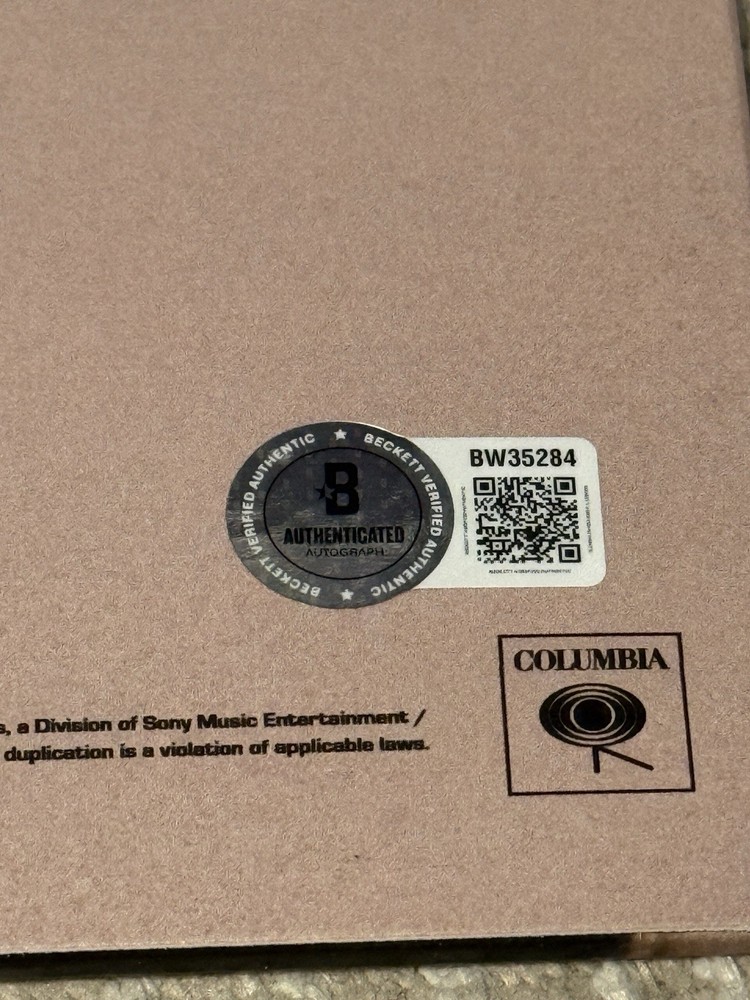 BECKETT VERIFIED AUTHENTIC ★ BECKETT VERIFIED AUTHENTIC ★
B
AUTHENTICATED
AUTOGRAPH
BW35284
COLUMBIA
s, a Division of Sony Music Entertainment /
duplication is a violation of applicable laws.